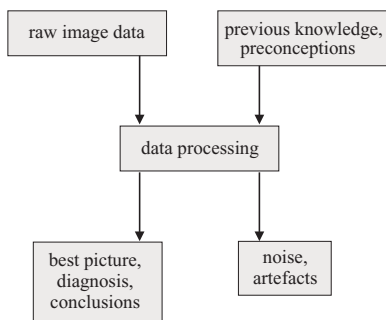 raw image data
previous knowledge,
preconceptions
data processing
best picture,
diagnosis,
conclusions
noise,
artefacts